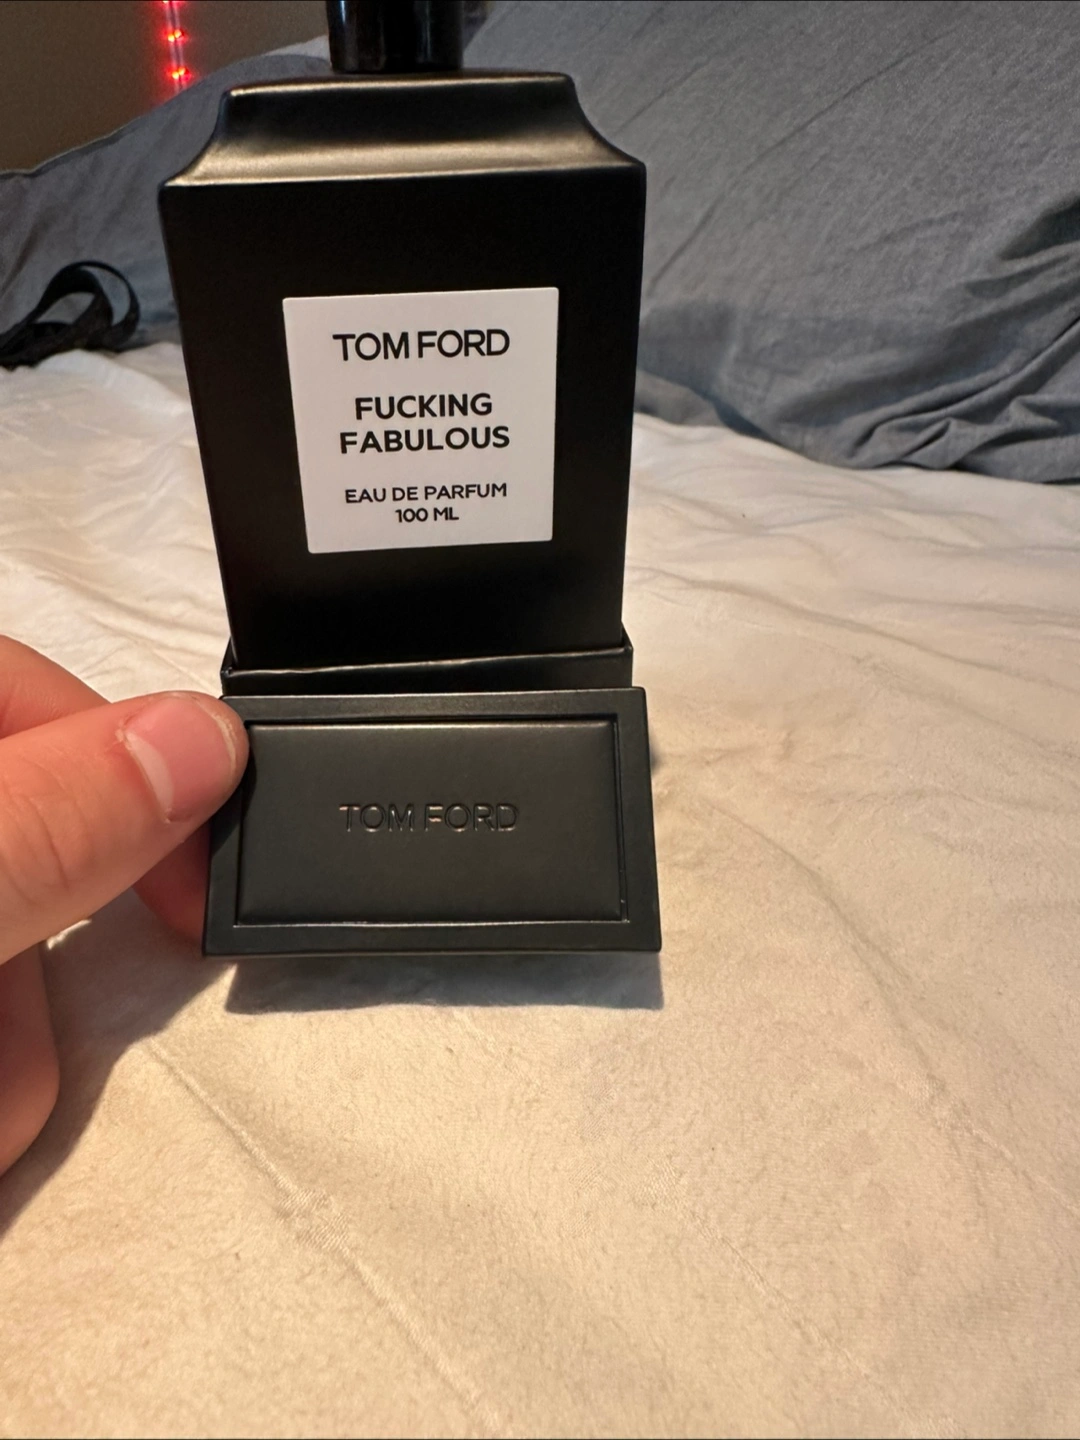 TOM FORD
FUCKING
FABULOUS
EAU DE PARFUM
100 ML
TOM FORD